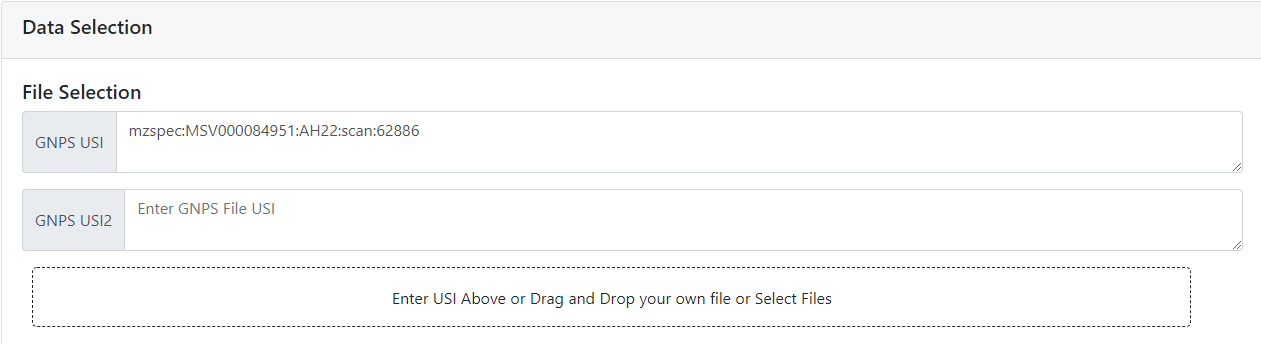 Data Selection
File Selection
GNPS USI
mzspec:MSV000084951:AH22:scan:62886
GNPS USI2
Enter GNPS File USI
Enter USI Above or Drag and Drop your own file or Select Files